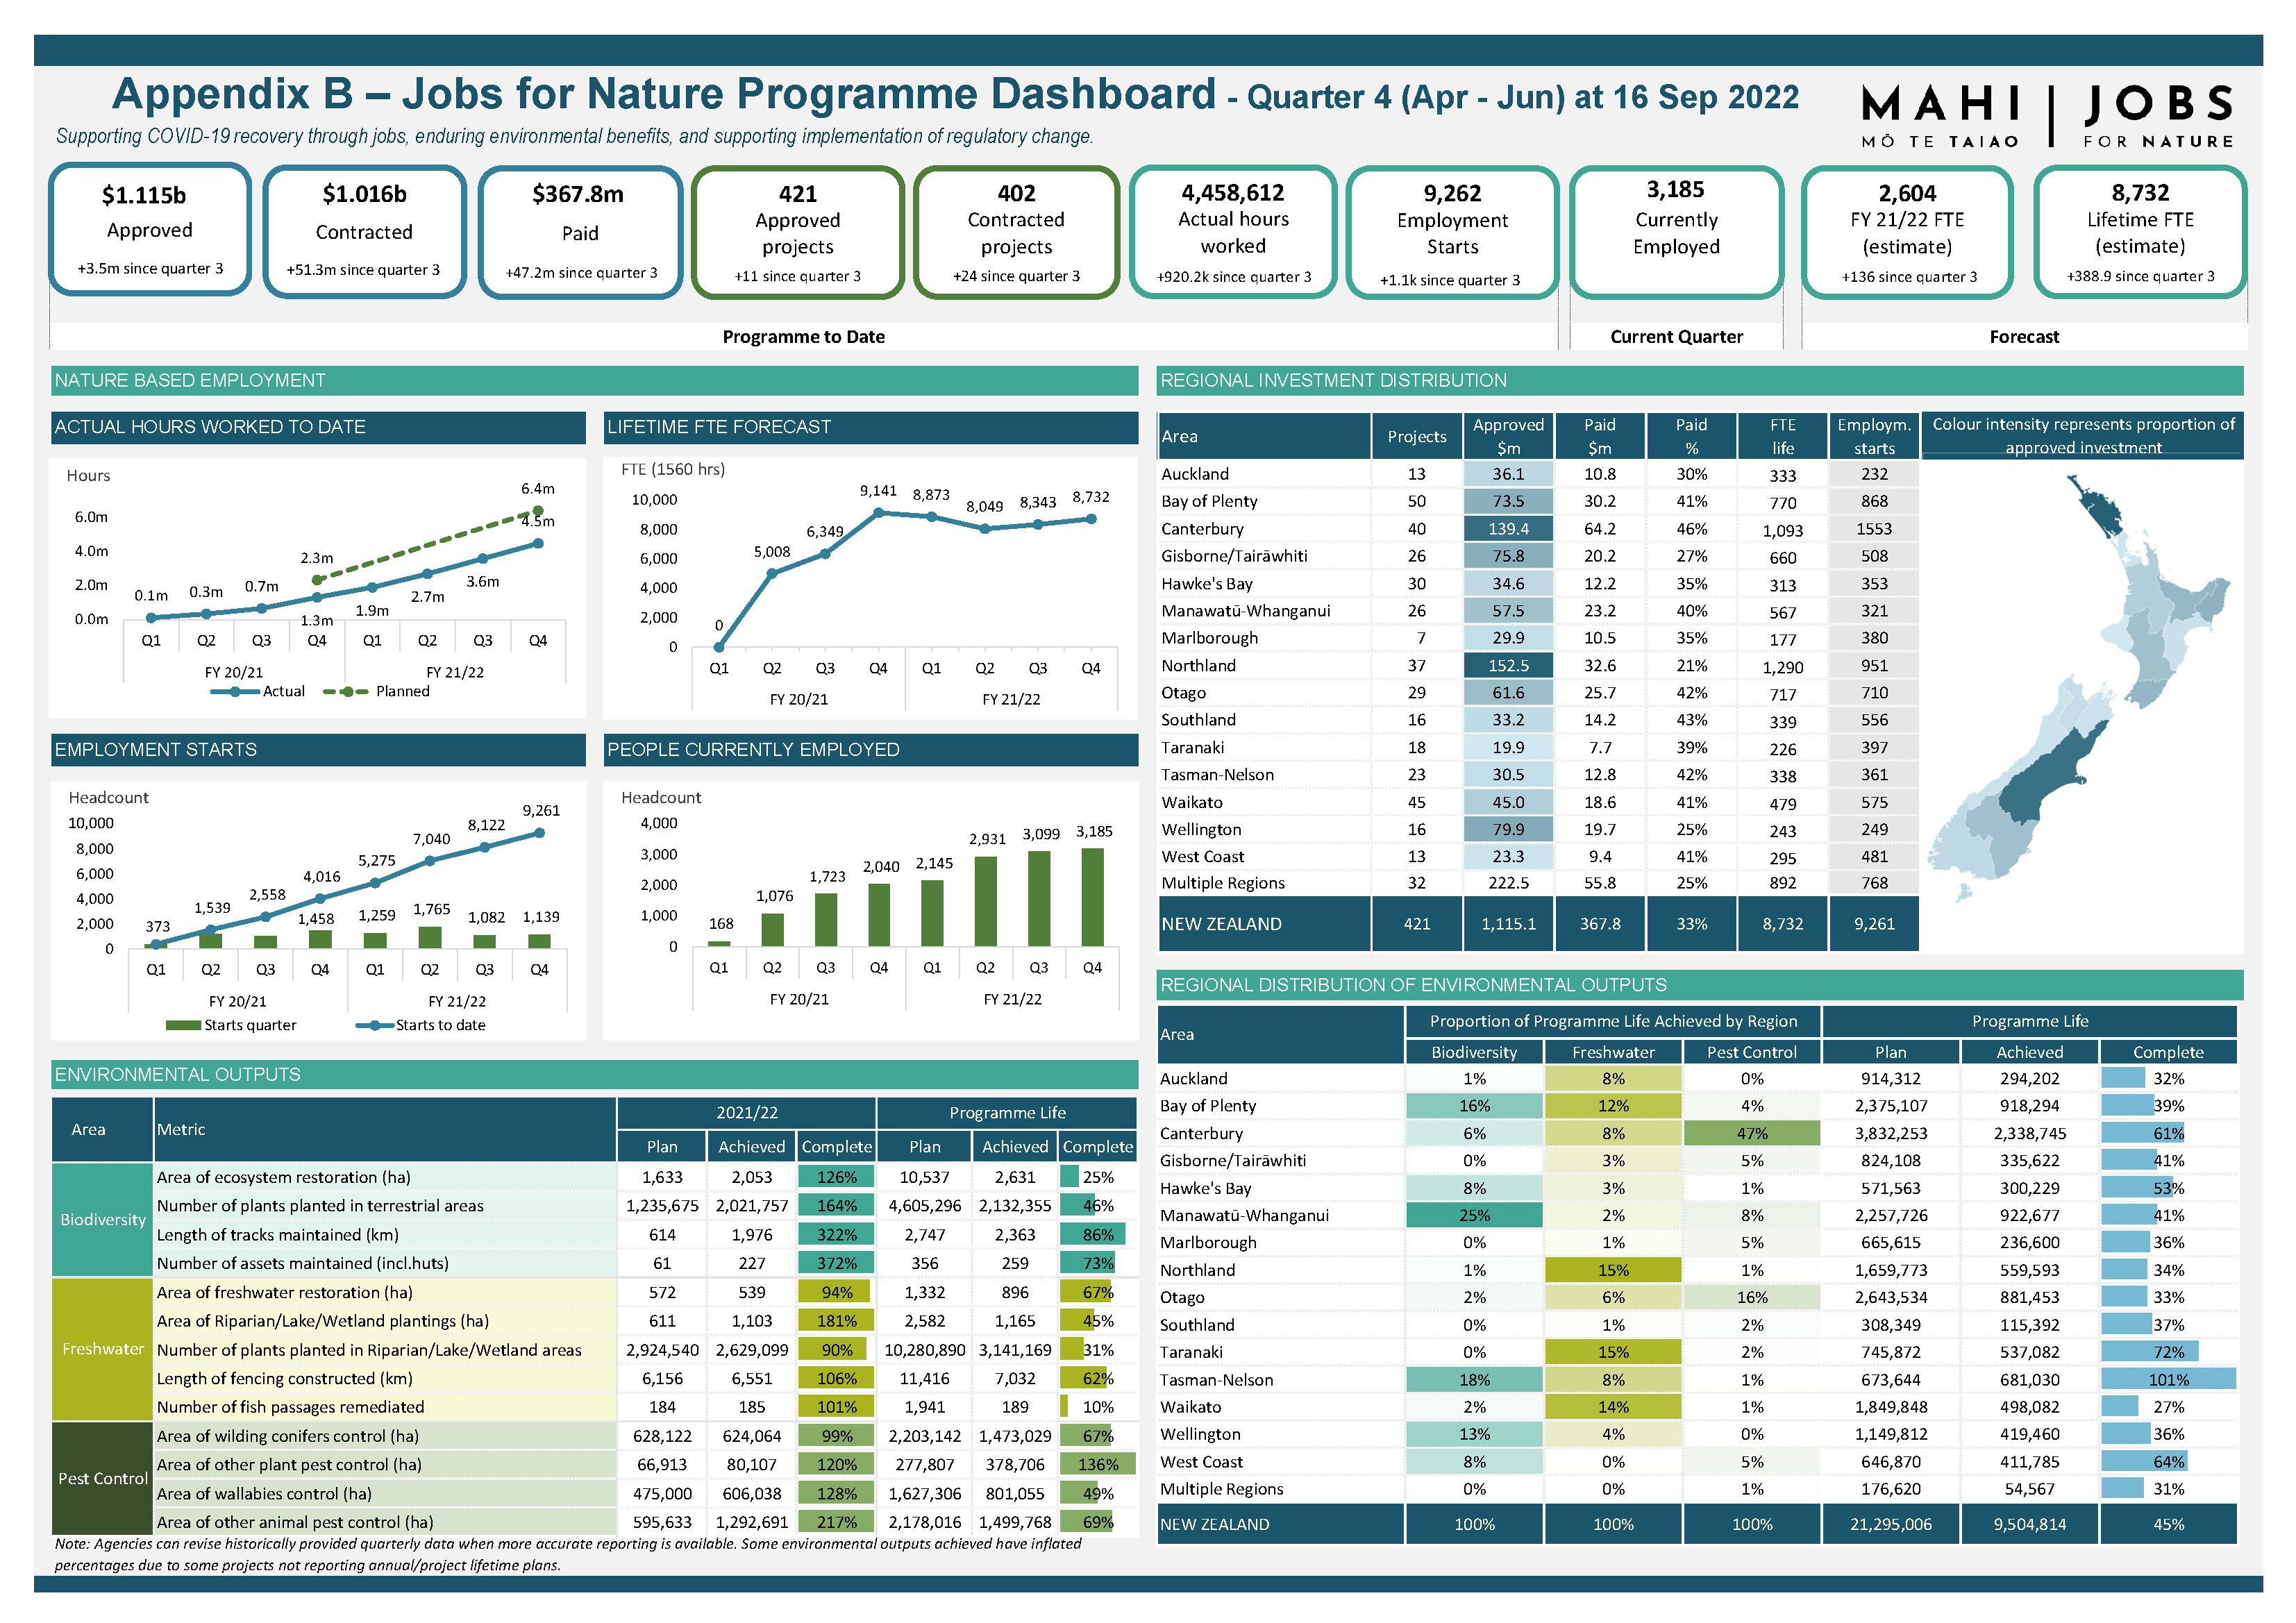 Appendix B – Jobs for Nature Programme Dashboard - Quarter 4 (Apr - Jun) at 16 Sep 2022
Supporting COVID-19 recovery through jobs, enduring environmental benefits, and supporting implementation of regulatory change.
MAHI | JOBS
MŌ TE TAIAO FOR NATURE
$1.115b
Approved
+3.5m since quarter 3
$1.016b
Contracted
+51.3m since quarter 3
$367.8m
Paid
+47.2m since quarter 3
421
Approved
projects
+11 since quarter 3
402
Contracted
projects
+24 since quarter 3
4,458,612
Actual hours
worked
+920.2k since quarter 3
9,262
Employment
Starts
+1.1k since quarter 3
3,185
Currently
Employed
2,604
FY 21/22 FTE
(estimate)
+136 since quarter 3
8,732
Lifetime FTE
(estimate)
+388.9 since quarter 3
Programme to Date
Current Quarter
Forecast
NATURE BASED EMPLOYMENT
ACTUAL HOURS WORKED TO DATE
Hours
6.0m
4.0m
2.0m
0.0m
0.1m 0.3m 0.7m 1.3m 1.9m 2.7m 3.6m 4.5m
2.3m 6.4m
Q1 Q2 Q3 Q4 Q1 Q2 Q3 Q4
FY 20/21 FY 21/22
Actual Planned
LIFETIME FTE FORECAST
FTE (1560 hrs)
10,000
8,000
6,000
4,000
2,000
0
0 5,008 6,349 9,141 8,873 8,049 8,343 8,732
Q1 Q2 Q3 Q4 Q1 Q2 Q3 Q4
FY 20/21 FY 21/22
EMPLOYMENT STARTS
Headcount
10,000
8,000
6,000
4,000
2,000
0
373 1,539 2,558 4,016 5,275 7,040 8,122 9,261
1,458 1,259 1,765 1,082 1,139
Q1 Q2 Q3 Q4 Q1 Q2 Q3 Q4
FY 20/21 FY 21/22
Starts quarter Starts to date
PEOPLE CURRENTLY EMPLOYED
Headcount
4,000
3,000
2,000
1,000
0
168 1,076 1,723 2,040 2,145 2,931 3,099 3,185
Q1 Q2 Q3 Q4 Q1 Q2 Q3 Q4
FY 20/21 FY 21/22
ENVIRONMENTAL OUTPUTS
Area Metric 2021/22 Programme Life
Plan Achieved Complete Plan Achieved Complete
Biodiversity
Area of ecosystem restoration (ha) 1,633 2,053 126% 10,537 2,631 25%
Number of plants planted in terrestrial areas 1,235,675 2,021,757 164% 4,605,296 2,132,355 46%
Length of tracks maintained (km) 614 1,976 322% 2,747 2,363 86%
Number of assets maintained (incl.huts) 61 227 372% 356 259 73%
Freshwater
Area of freshwater restoration (ha) 572 539 94% 1,332 896 67%
Area of Riparian/Lake/Wetland plantings (ha) 611 1,103 181% 2,582 1,165 45%
Number of plants planted in Riparian/Lake/Wetland areas 2,924,540 2,629,099 90% 10,280,890 3,141,169 31%
Length of fencing constructed (km) 6,156 6,551 106% 11,416 7,032 62%
Number of fish passages remediated 184 185 101% 1,941 189 10%
Pest Control
Area of wilding conifers control (ha) 628,122 624,064 99% 2,203,142 1,473,029 67%
Area of other plant pest control (ha) 66,913 80,107 120% 277,807 378,706 136%
Area of wallabies control (ha) 475,000 606,038 128% 1,627,306 801,055 49%
Area of other animal pest control (ha) 595,633 1,292,691 217% 2,178,016 1,499,768 69%
Note: Agencies can revise historically provided quarterly data when more accurate reporting is available. Some environmental outputs achieved have inflated
percentages due to some projects not reporting annual/project lifetime plans.
REGIONAL INVESTMENT DISTRIBUTION
Area Projects Approved $m Paid $m Paid % FTE life Employm. starts
Colour intensity represents proportion of
approved investment
Auckland 13 36.1 10.8 30% 333 232
Bay of Plenty 50 73.5 30.2 41% 770 868
Canterbury 40 139.4 64.2 46% 1,093 1553
Gisborne/Tairāwhiti 26 75.8 20.2 27% 660 508
Hawke's Bay 30 34.6 12.2 35% 313 353
Manawatū-Whanganui 26 57.5 23.2 40% 567 321
Marlborough 7 29.9 10.5 35% 177 380
Northland 37 152.5 32.6 21% 1,290 951
Otago 29 61.6 25.7 42% 717 710
Southland 16 33.2 14.2 43% 339 556
Taranaki 18 19.9 7.7 39% 226 397
Tasman-Nelson 23 30.5 12.8 42% 338 361
Waikato 45 45.0 18.6 41% 479 575
Wellington 16 79.9 19.7 25% 243 249
West Coast 13 23.3 9.4 41% 295 481
Multiple Regions 32 222.5 55.8 25% 892 768
NEW ZEALAND 421 1,115.1 367.8 33% 8,732 9,261
REGIONAL DISTRIBUTION OF ENVIRONMENTAL OUTPUTS
Area Proportion of Programme Life Achieved by Region Programme Life
Biodiversity Freshwater Pest Control Plan Achieved Complete
Auckland 1% 8% 0% 914,312 294,202 32%
Bay of Plenty 16% 12% 4% 2,375,107 918,294 39%
Canterbury 6% 8% 47% 3,832,253 2,338,745 61%
Gisborne/Tairāwhiti 0% 3% 5% 824,108 335,622 41%
Hawke's Bay 8% 3% 1% 571,563 300,229 53%
Manawatū-Whanganui 25% 2% 8% 2,257,726 922,677 41%
Marlborough 0% 1% 5% 665,615 236,600 36%
Northland 1% 15% 1% 1,659,773 559,593 34%
Otago 2% 6% 16% 2,643,534 881,453 33%
Southland 0% 1% 2% 308,349 115,392 37%
Taranaki 0% 15% 2% 745,872 537,082 72%
Tasman-Nelson 18% 8% 1% 673,644 681,030 101%
Waikato 2% 14% 1% 1,849,848 498,082 27%
Wellington 13% 4% 0% 1,149,812 419,460 36%
West Coast 8% 0% 5% 646,870 411,785 64%
Multiple Regions 0% 0% 1% 176,620 54,567 31%
NEW ZEALAND 100% 100% 100% 21,295,006 9,504,814 45%